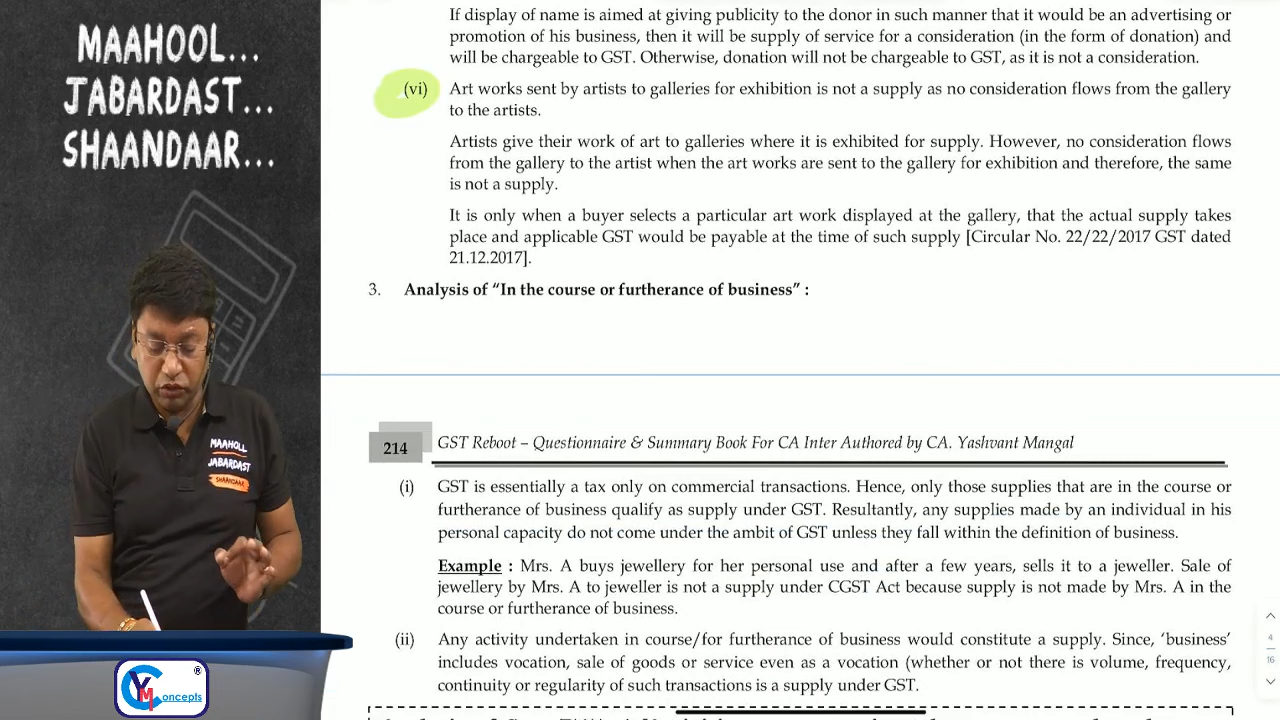 MAAHOOL...
JABARDAST...
SHAANDAAR...
If display of name is aimed at giving publicity to the donor in such manner that it would be an advertising or
promotion of his business, then it will be supply of service for a consideration (in the form of donation) and
will be chargeable to GST. Otherwise, donation will not be chargeable to GST, as it is not a consideration.
(vi) Art works sent by artists to galleries for exhibition is not a supply as no consideration flows from the gallery
to the artists.
Artists give their work of art to galleries where it is exhibited for supply. However, no consideration flows
from the gallery to the artist when the art works are sent to the gallery for exhibition and therefore, the same
is not a supply.
It is only when a buyer selects a particular art work displayed at the gallery, that the actual supply takes
place and applicable GST would be payable at the time of such supply [Circular No. 22/22/2017 GST dated
21.12.2017].
3. Analysis of “In the course or furtherance of business” :
214 GST Reboot – Questionnaire & Summary Book For CA Inter Authored by CA. Yashvant Mangal
(i) GST is essentially a tax only on commercial transactions. Hence, only those supplies that are in the course or
furtherance of business qualify as supply under GST. Resultantly, any supplies made by an individual in his
personal capacity do not come under the ambit of GST unless they fall within the definition of business.
Example : Mrs. A buys jewellery for her personal use and after a few years, sells it to a jeweller. Sale of
jewellery by Mrs. A to jeweller is not a supply under CGST Act because supply is not made by Mrs. A in the
course or furtherance of business.
(ii) Any activity undertaken in course/for furtherance of business would constitute a supply. Since, ‘business’
includes vocation, sale of goods or service even as a vocation (whether or not there is volume, frequency,
continuity or regularity of such transactions is a supply under GST.
MAAHOLL
JABARDAST
SHAANDAAR
YM Concepts ®
4
16